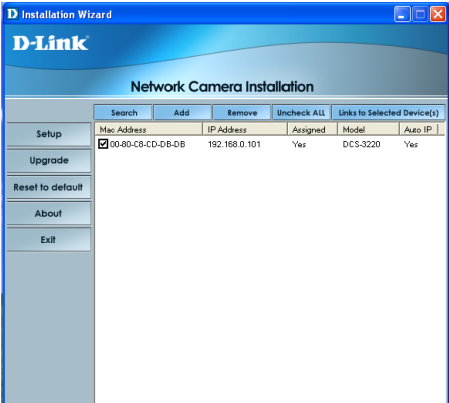 D Installation Wizard
D-Link
Network Camera Installation
Search Add Remove Uncheck ALL Links to Selected Device(s)
Mac Address IP Address Assigned Model Auto IP
00-80-C8-CD-DB-DB 192.168.0.101 Yes DCS-3220 Yes
Setup
Upgrade
Reset to default
About
Exit